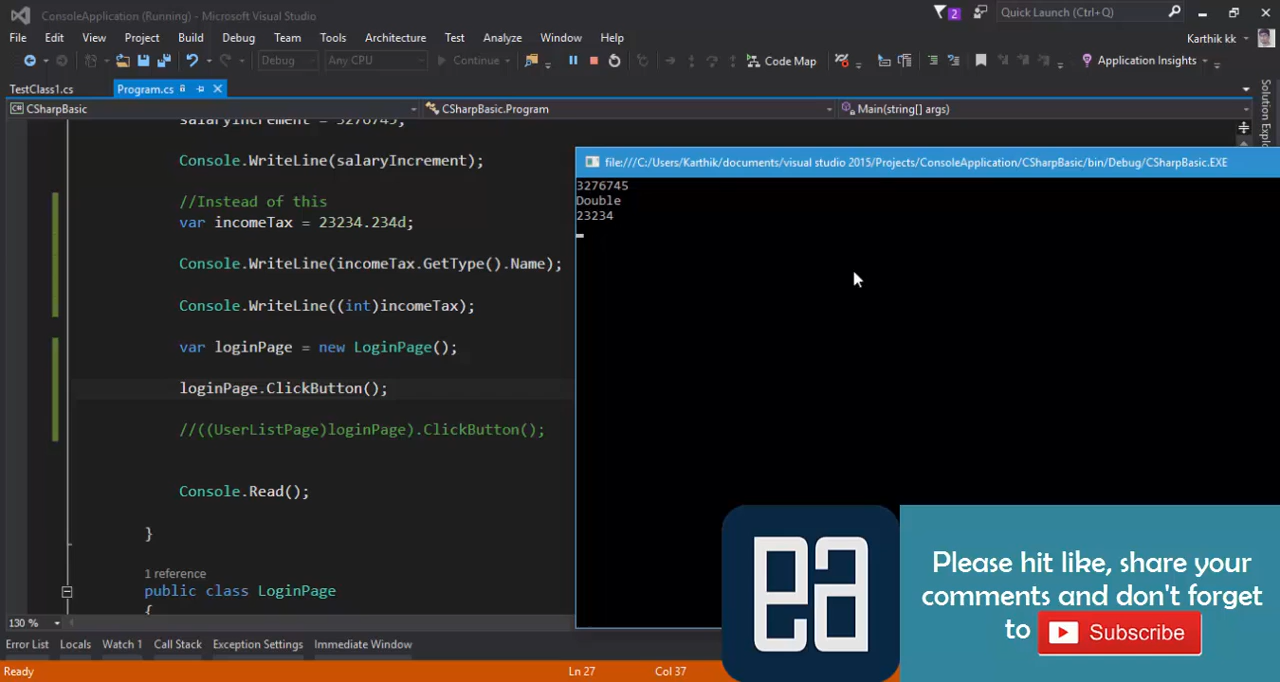 ConsoleApplication (Running) - Microsoft Visual Studio
2
Quick Launch (Ctrl+Q)
File Edit View Project Build Debug Team Tools Architecture Test Analyze Window Help
Karthik kk
Debug Any CPU Continue Code Map Application Insights
TestClass1.cs Program.cs
CSharpBasic CSharpBasic.Program Main(string[] args)
Solution Explo
salaryIncrement = 3276745;
Console.WriteLine(salaryIncrement);
//Instead of this
var incomeTax = 23234.234d;
Console.WriteLine(incomeTax.GetType().Name);
Console.WriteLine((int)incomeTax);
var loginPage = new LoginPage();
loginPage.ClickButton();
//((UserListPage)loginPage).ClickButton();
Console.Read();
}
1 reference
public class LoginPage
{
file:///C:/Users/Karthik/documents/visual studio 2015/Projects/ConsoleApplication/CSharpBasic/bin/Debug/CSharpBasic.EXE
3276745
Double
23234
130 %
Error List Locals Watch 1 Call Stack Exception Settings Immediate Window
Ready Ln 27 Col 37
ea
Please hit like, share your
comments and don't forget
to Subscribe